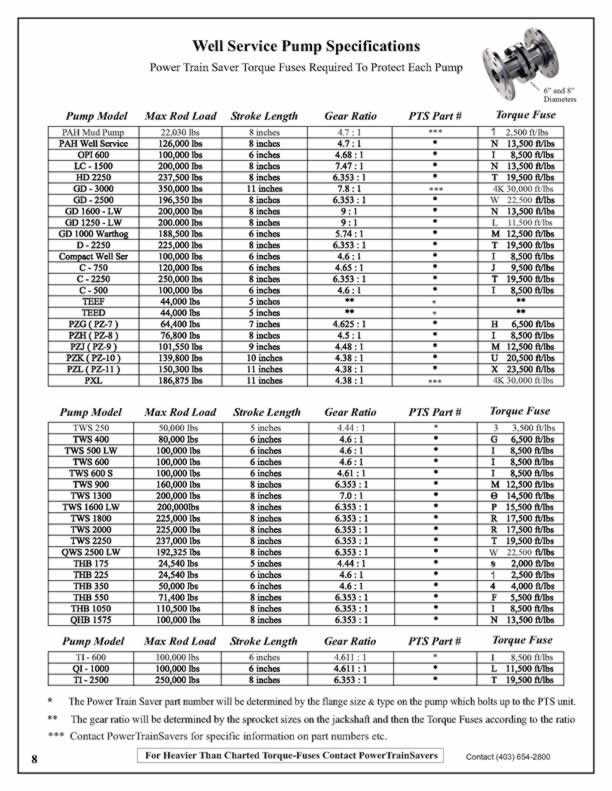 Well Service Pump Specifications
Power Train Saver Torque Fuses Required To Protect Each Pump
6" and 8"
Diameters
Pump Model Max Rod Load Stroke Length Gear Ratio PTS Part # Torque Fuse
PAH Mud Pump 22,030 lbs 8 inches 4.7 : 1 *** 1 2,500 ft/lbs
PAH Well Service 126,000 lbs 8 inches 4.7 : 1 * N 13,500 ft/lbs
OPI 600 100,000 lbs 6 inches 4.68 : 1 * I 8,500 ft/lbs
LC - 1500 200,000 lbs 8 inches 7.47 : 1 * N 13,500 ft/lbs
HD 2250 237,500 lbs 8 inches 6.353 : 1 * T 19,500 ft/lbs
GD - 3000 350,000 lbs 11 inches 7.8 : 1 *** 4K 30,000 ft/lbs
GD - 2500 196,350 lbs 8 inches 6.353 : 1 * W 22,500 ft/lbs
GD 1600 - LW 200,000 lbs 8 inches 9 : 1 * N 13,500 ft/lbs
GD 1250 - LW 200.000 lbs 8 inches 9 : 1 * L 11,500 ft/lbs
GD 1000 Warthog 188,500 lbs 6 inches 5.74 : 1 * M 12,500 ft/lbs
D - 2250 225,000 lbs 8 inches 6.353 : 1 * T 19,500 ft/lbs
Compact Well Ser 100,000 lbs 6 inches 4.6 : 1 * I 8,500 ft/lbs
C - 750 120,000 lbs 6 inches 4.65 : 1 * J 9,500 ft/lbs
C - 2250 250,000 lbs 8 inches 6.353 : 1 * T 19,500 ft/lbs
C - 500 100,000 lbs 6 inches 4.6 : 1 * I 8,500 ft/lbs
TEEF 44,000 lbs 5 inches ** * **
TEED 44,000 lbs 5 inches ** * **
PZG ( PZ-7 ) 64,400 lbs 7 inches 4.625 : 1 * H 6,500 ft/lbs
PZH ( PZ-8 ) 76,800 lbs 8 inches 4.5 : 1 * I 8,500 ft/lbs
PZJ ( PZ-9 ) 101,550 lbs 9 inches 4.48 : 1 * M 12,500 ft/lbs
PZK ( PZ-10 ) 139,800 lbs 10 inches 4.38 : 1 * U 20,500 ft/lbs
PZL ( PZ-11 ) 150,300 lbs 11 inches 4.38 : 1 * X 23,500 ft/lbs
PXL 186,875 lbs 11 inches 4.38 : 1 *** 4K 30,000 ft/lbs
Pump Model Max Rod Load Stroke Length Gear Ratio PTS Part # Torque Fuse
TWS 250 50,000 lbs 5 inches 4.44 : 1 * 3 3,500 ft/lbs
TWS 400 80,000 lbs 6 inches 4.6 : 1 * G 6,500 ft/lbs
TWS 500 LW 100,000 lbs 6 inches 4.6 : 1 * I 8,500 ft/lbs
TWS 600 100,000 lbs 6 inches 4.6 : 1 * I 8,500 ft/lbs
TWS 600 S 100,000 lbs 6 inches 4.61 : 1 * I 8,500 ft/lbs
TWS 900 160,000 lbs 8 inches 6.353 : 1 * M 12,500 ft/lbs
TWS 1300 200,000 lbs 8 inches 7.0 : 1 * O 14,500 ft/lbs
TWS 1600 LW 200,000lbs 8 inches 6.353 : 1 * P 15,500 ft/lbs
TWS 1800 225,000 lbs 8 inches 6.353 : 1 * R 17,500 ft/lbs
TWS 2000 225,000 lbs 8 inches 6.353 : 1 * R 17,500 ft/lbs
TWS 2250 237,000 lbs 8 inches 6.353 : 1 * T 19,500 ft/lbs
QWS 2500 LW 192,325 lbs 8 inches 6.353 : 1 * W 22,500 ft/lbs
THB 175 24,540 lbs 5 inches 4.44 : 1 * 2,000 ft/lbs
THB 225 24,540 lbs 6 inches 4.6 : 1 * 1 2,500 ft/lbs
THB 350 50,000 lbs 6 inches 4.6 : 1 * 4 4,000 ft/lbs
THB 550 71,400 lbs 8 inches 6.353 : 1 * F 5,500 ft/lbs
THB 1050 110,500 lbs 8 inches 6.353 : 1 * I 8,500 ft/lbs
QHB 1575 100,000 lbs 8 inches 6.353 : 1 * N 13,500 ft/lbs
Pump Model Max Rod Load Stroke Length Gear Ratio PTS Part # Torque Fuse
TI - 600 100,000 lbs 6 inches 4.611 : 1 * I 8,500 ft/lbs
QI - 1000 100,000 lbs 6 inches 4.611 : 1 * L 11,500 ft/lbs
TI - 2500 250,000 lbs 8 inches 6.353 : 1 * T 19,500 ft/lbs
* The Power Train Saver part number will be determined by the flange size & type on the pump which bolts up to the PTS unit.
** The gear ratio will be determined by the sprocket sizes on the jackshaft and then the Torque Fuses according to the ratio
*** Contact PowerTrainSavers for specific information on part numbers etc.
8 For Heavier Than Charted Torque-Fuses Contact PowerTrainSavers Contact (403) 654-2800